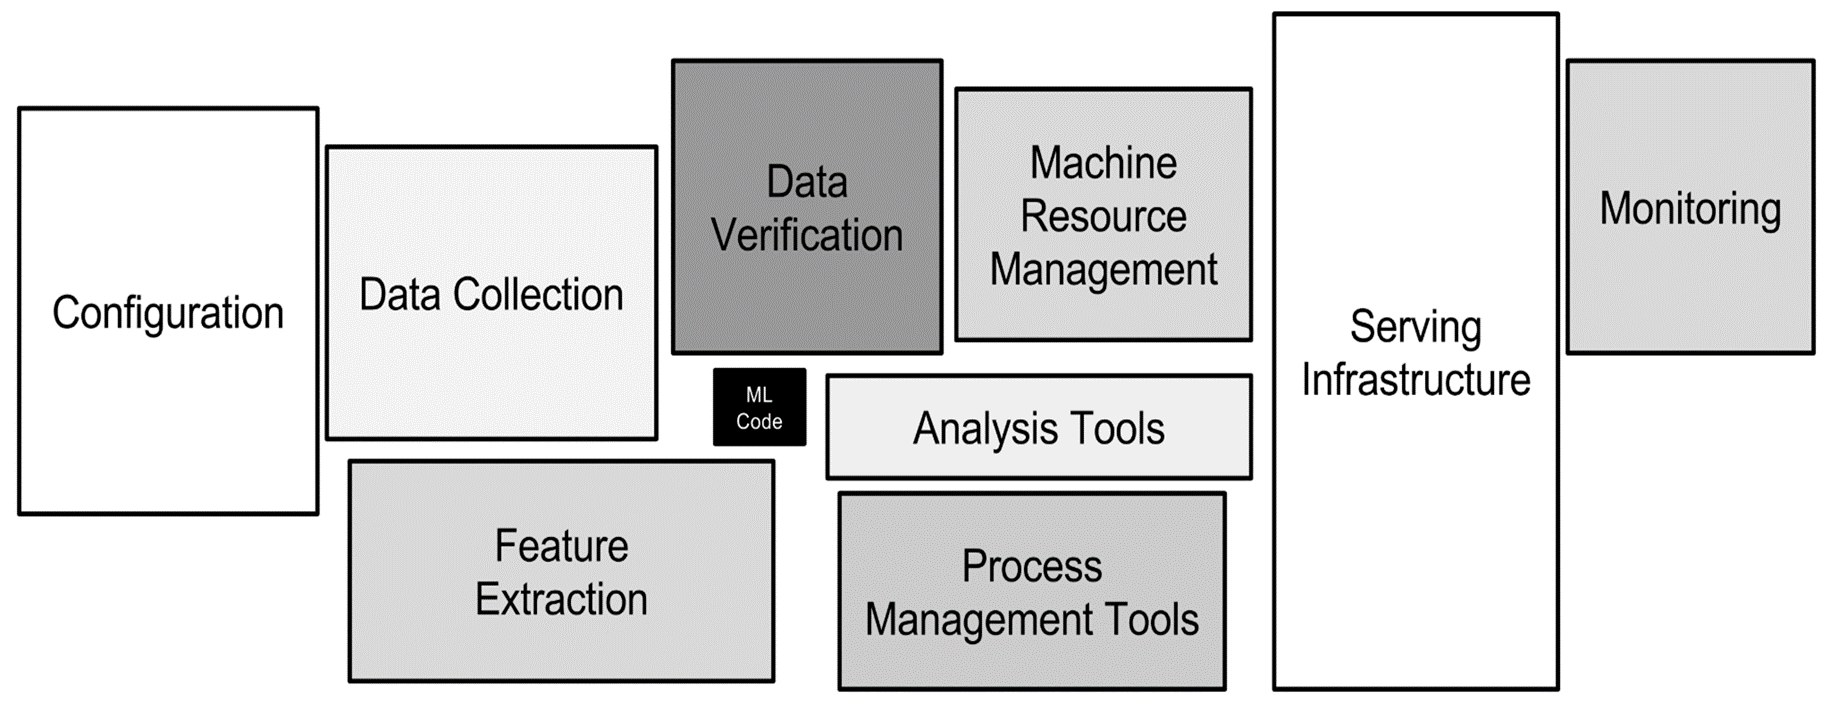 Configuration
Data Collection
Data
Verification
Machine
Resource
Management
Monitoring
Serving
Infrastructure
ML
Code
Analysis Tools
Feature
Extraction
Process
Management Tools